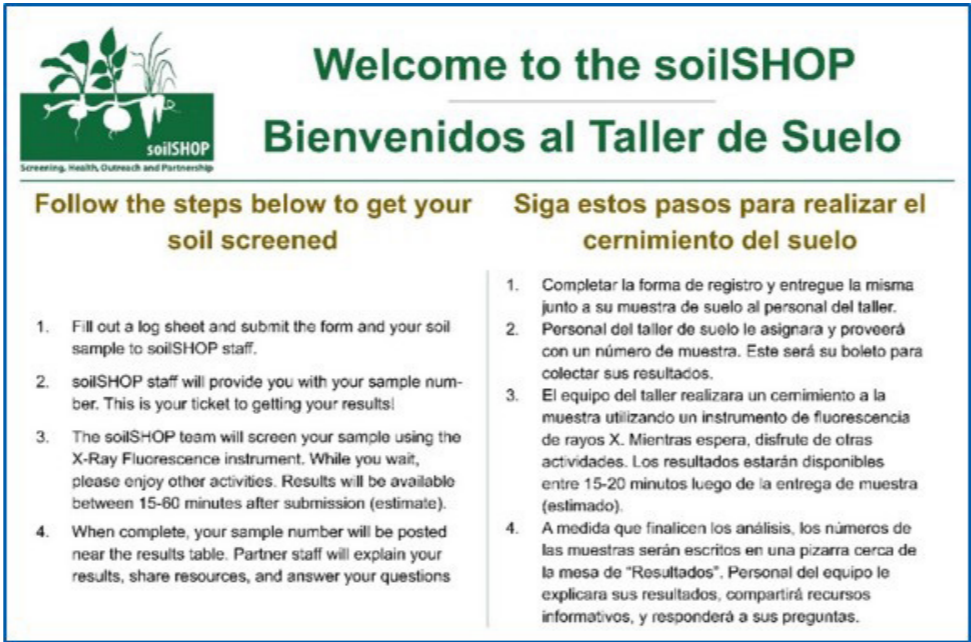 soilSHOP
Screening, Health, Outreach and Partnership
Welcome to the soilSHOP
Bienvenidos al Taller de Suelo
Follow the steps below to get your
soil screened
1. Fill out a log sheet and submit the form and your soil
sample to soilSHOP staff.
2. soilSHOP staff will provide you with your sample num-
ber. This is your ticket to getting your results!
3. The soilSHOP team will screen your sample using the
X-Ray Fluorescence instrument. While you wait,
please enjoy other activities. Results will be available
between 15-60 minutes after submission (estimate).
4. When complete, your sample number will be posted
near the results table. Partner staff will explain your
results, share resources, and answer your questions
Siga estos pasos para realizar el
cernimiento del suelo
1. Completar la forma de registro y entregue la misma
junto a su muestra de suelo al personal del taller.
2. Personal del taller de suelo le asignara y proveerá
con un número de muestra. Este será su boleto para
colectar sus resultados.
3. El equipo del taller realizara un cernimiento a la
muestra utilizando un instrumento de fluorescencia
de rayos X. Mientras espera, disfrute de otras
actividades. Los resultados estarán disponibles
entre 15-20 minutos luego de la entrega de muestra
(estimado).
4. A medida que finalicen los análisis, los números de
las muestras serán escritos en una pizarra cerca de
la mesa de “Resultados”. Personal del equipo le
explicara sus resultados, compartirá recursos
informativos, y responderá a sus preguntas.